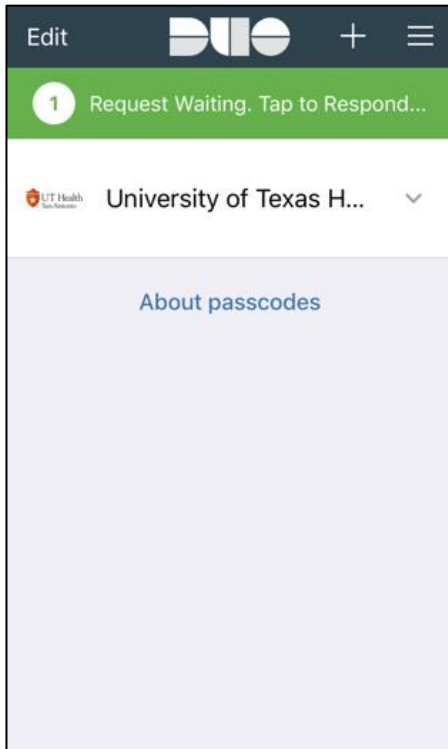 Edit DUO
1 Request Waiting. Tap to Respond...
UT Health
San Antonio
University of Texas H...
About passcodes